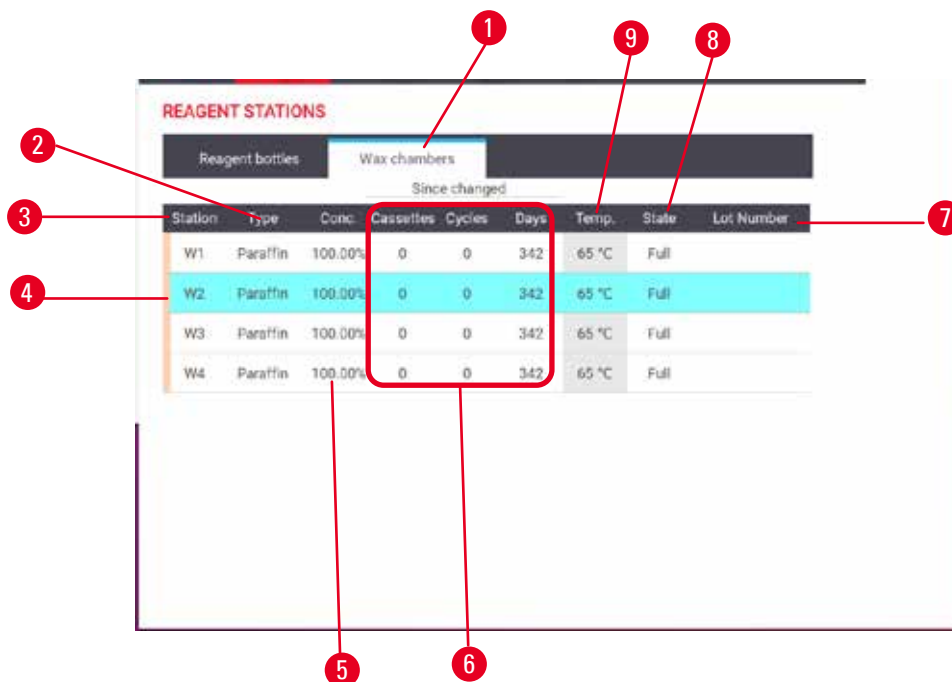 1
9
8
REAGENT STATIONS
2
Reagent bottles Wax chambers
Since changed
3
Station Type Conc. Cassettes Cycles Days Temp. State Lot Number
7
W1 Paraffin 100.00% 0 0 342 65 °C Full
4
W2 Paraffin 100.00% 0 0 342 65 °C Full
W3 Paraffin 100.00% 0 0 342 65 °C Full
W4 Paraffin 100.00% 0 0 342 65 °C Full
5
6